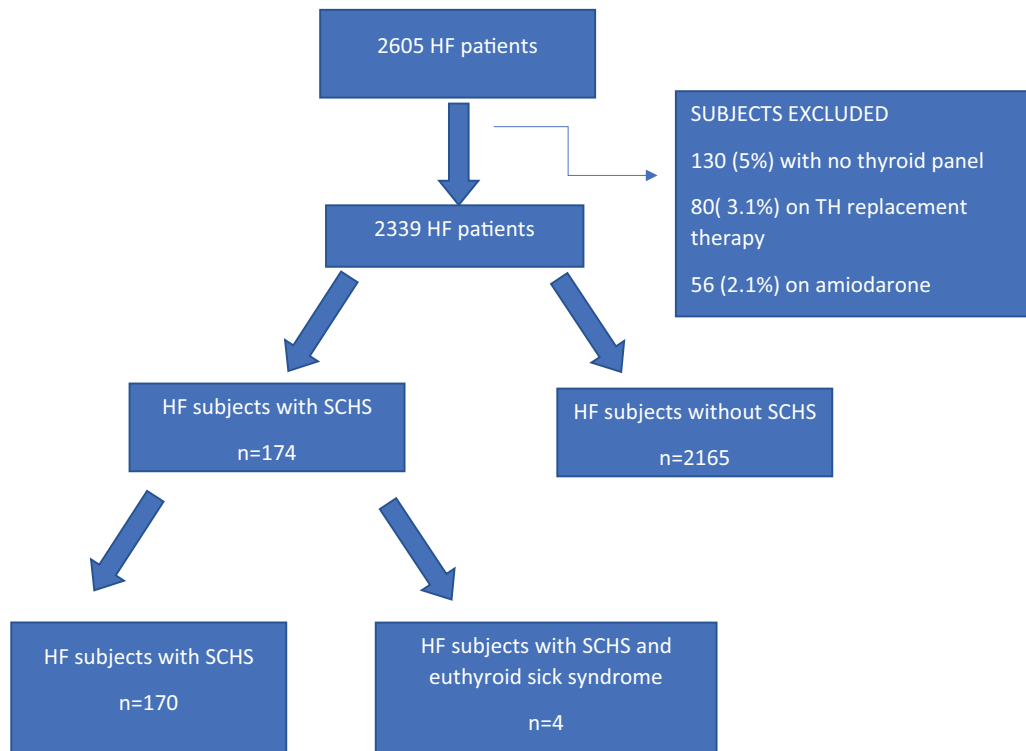 2605 HF patients
SUBJECTS EXCLUDED
130 (5%) with no thyroid panel
80( 3.1%) on TH replacement
therapy
56 (2.1%) on amiodarone
2339 HF patients
HF subjects with SCHS
n=174
HF subjects without SCHS
n=2165
HF subjects with SCHS
n=170
HF subjects with SCHS and
euthyroid sick syndrome
n=4